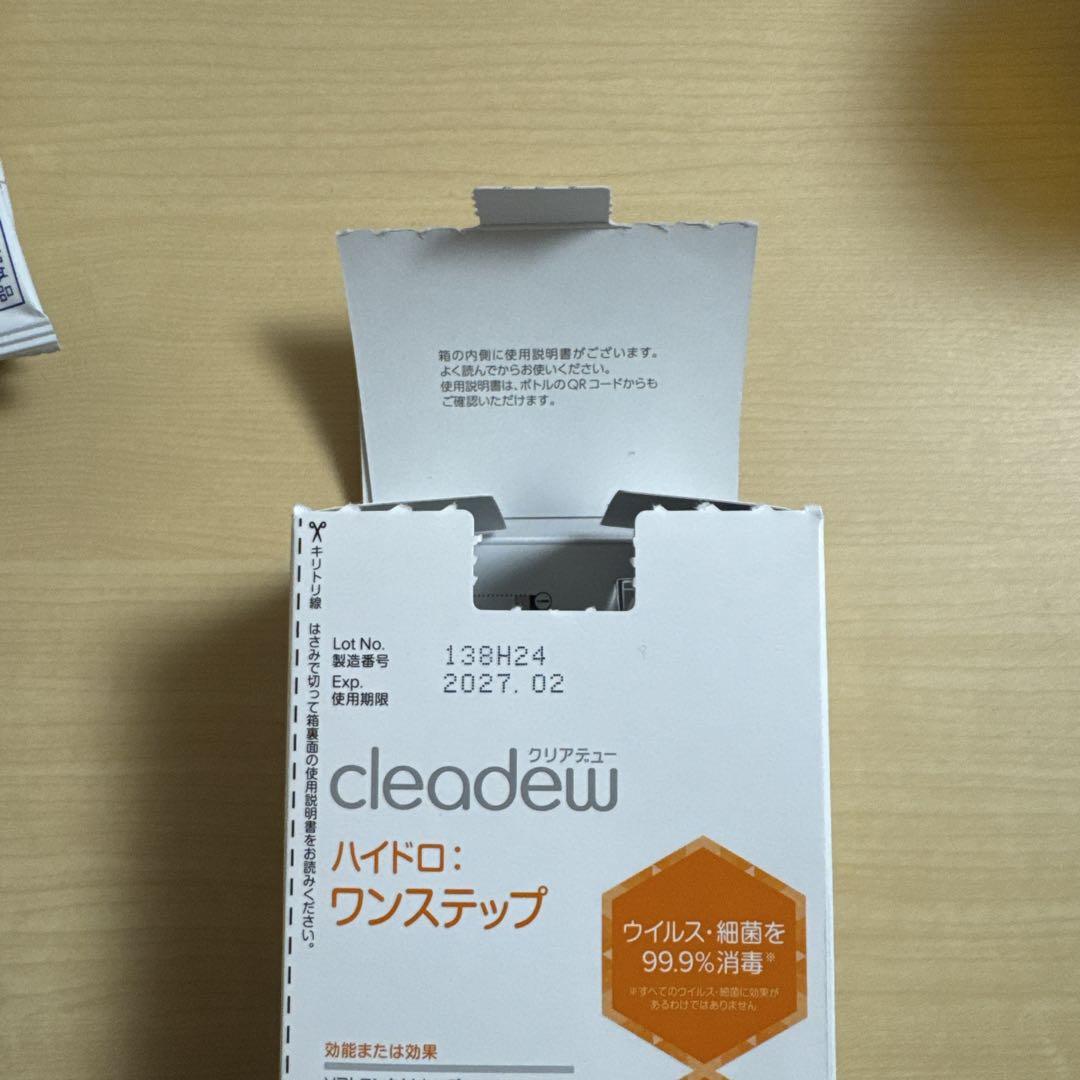 箱の内側に使用説明書がございます。
よく読んでからお使いください。
使用説明書は、ボトルのQRコードからも
ご確認いただけます。
キリトリ線 はさみで切って箱裏面の使用説明書をお読みください。
Lot No.
製造番号
138H24
Exp.
使用期限
2027.02
クリアデュー
cleadew
ハイドロ:
ワンステップ
ウイルス・細菌を
99.9%消毒※
※すべてのウイルス・細菌に効果が
あるわけではありません
効能または効果